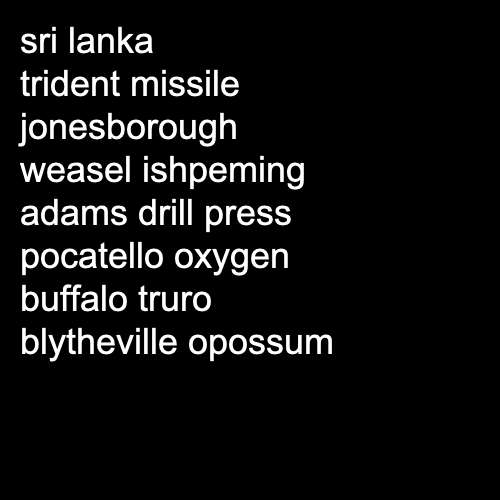 sri lanka
trident missile
jonesborough
weasel ishpeming
adams drill press
pocatello oxygen
buffalo truro
blytheville opossum